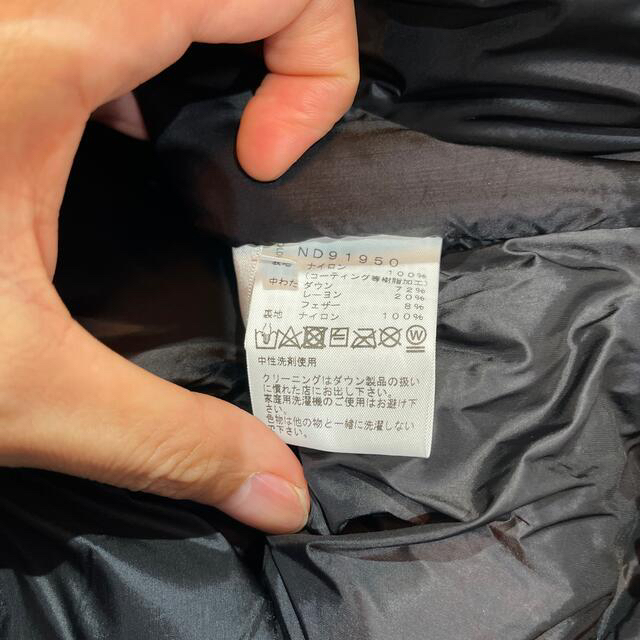 ND91950
ナイロン 100%
コーティング等樹脂加工)
中わた ダウン 72%
レーヨン 20%
フェザー 8%
裏地 ナイロン 100%
W
中性洗剤使用
クリーニングはダウン製品の扱い
に慣れた店にお出し下さい。
家庭用洗濯機のご使用はお避け下
さい。
物は他の物と一緒に洗濯しない
下さい。